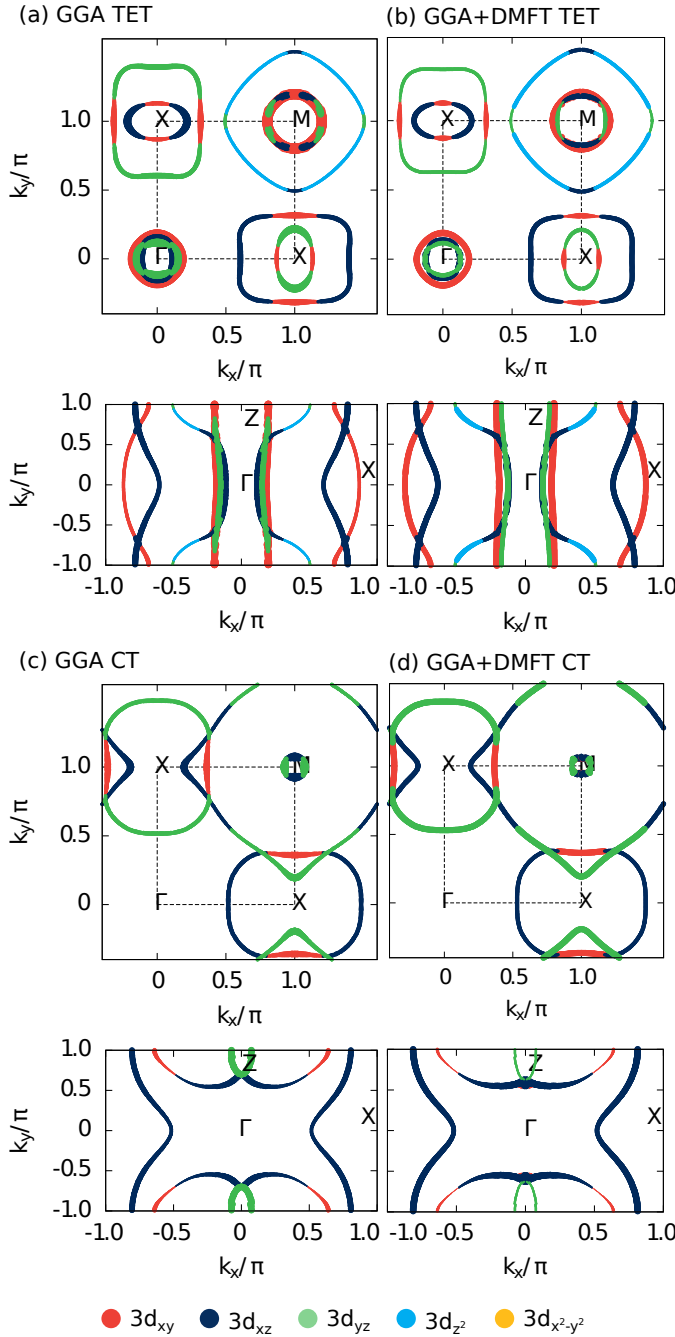 (a) GGA TET
(b) GGA+DMFT TET
X M
Γ X
1.0
0.5
0
k_y/π
0 0.5 1.0
k_x/π
X M
Γ X
0 0.5 1.0
k_x/π
1.0
0.5
0
-0.5
-1.0
k_y/π
Z
Γ
X
-1.0 -0.5 0 0.5 1.0
k_x/π
Z
Γ
X
-0.5 0 0.5 1.0
k_x/π
(c) GGA CT
(d) GGA+DMFT CT
X M
Γ X
1.0
0.5
0
k_y/π
0 0.5 1.0
k_x/π
X M
Γ X
0 0.5 1.0
k_x/π
1.0
0.5
0
-0.5
-1.0
k_y/π
Z
Γ
X
-1.0 -0.5 0 0.5 1.0
k_x/π
Z
Γ
X
-0.5 0 0.5 1.0
k_x/π
3d_xy 3d_xz 3d_yz 3d_z² 3d_x²-y²